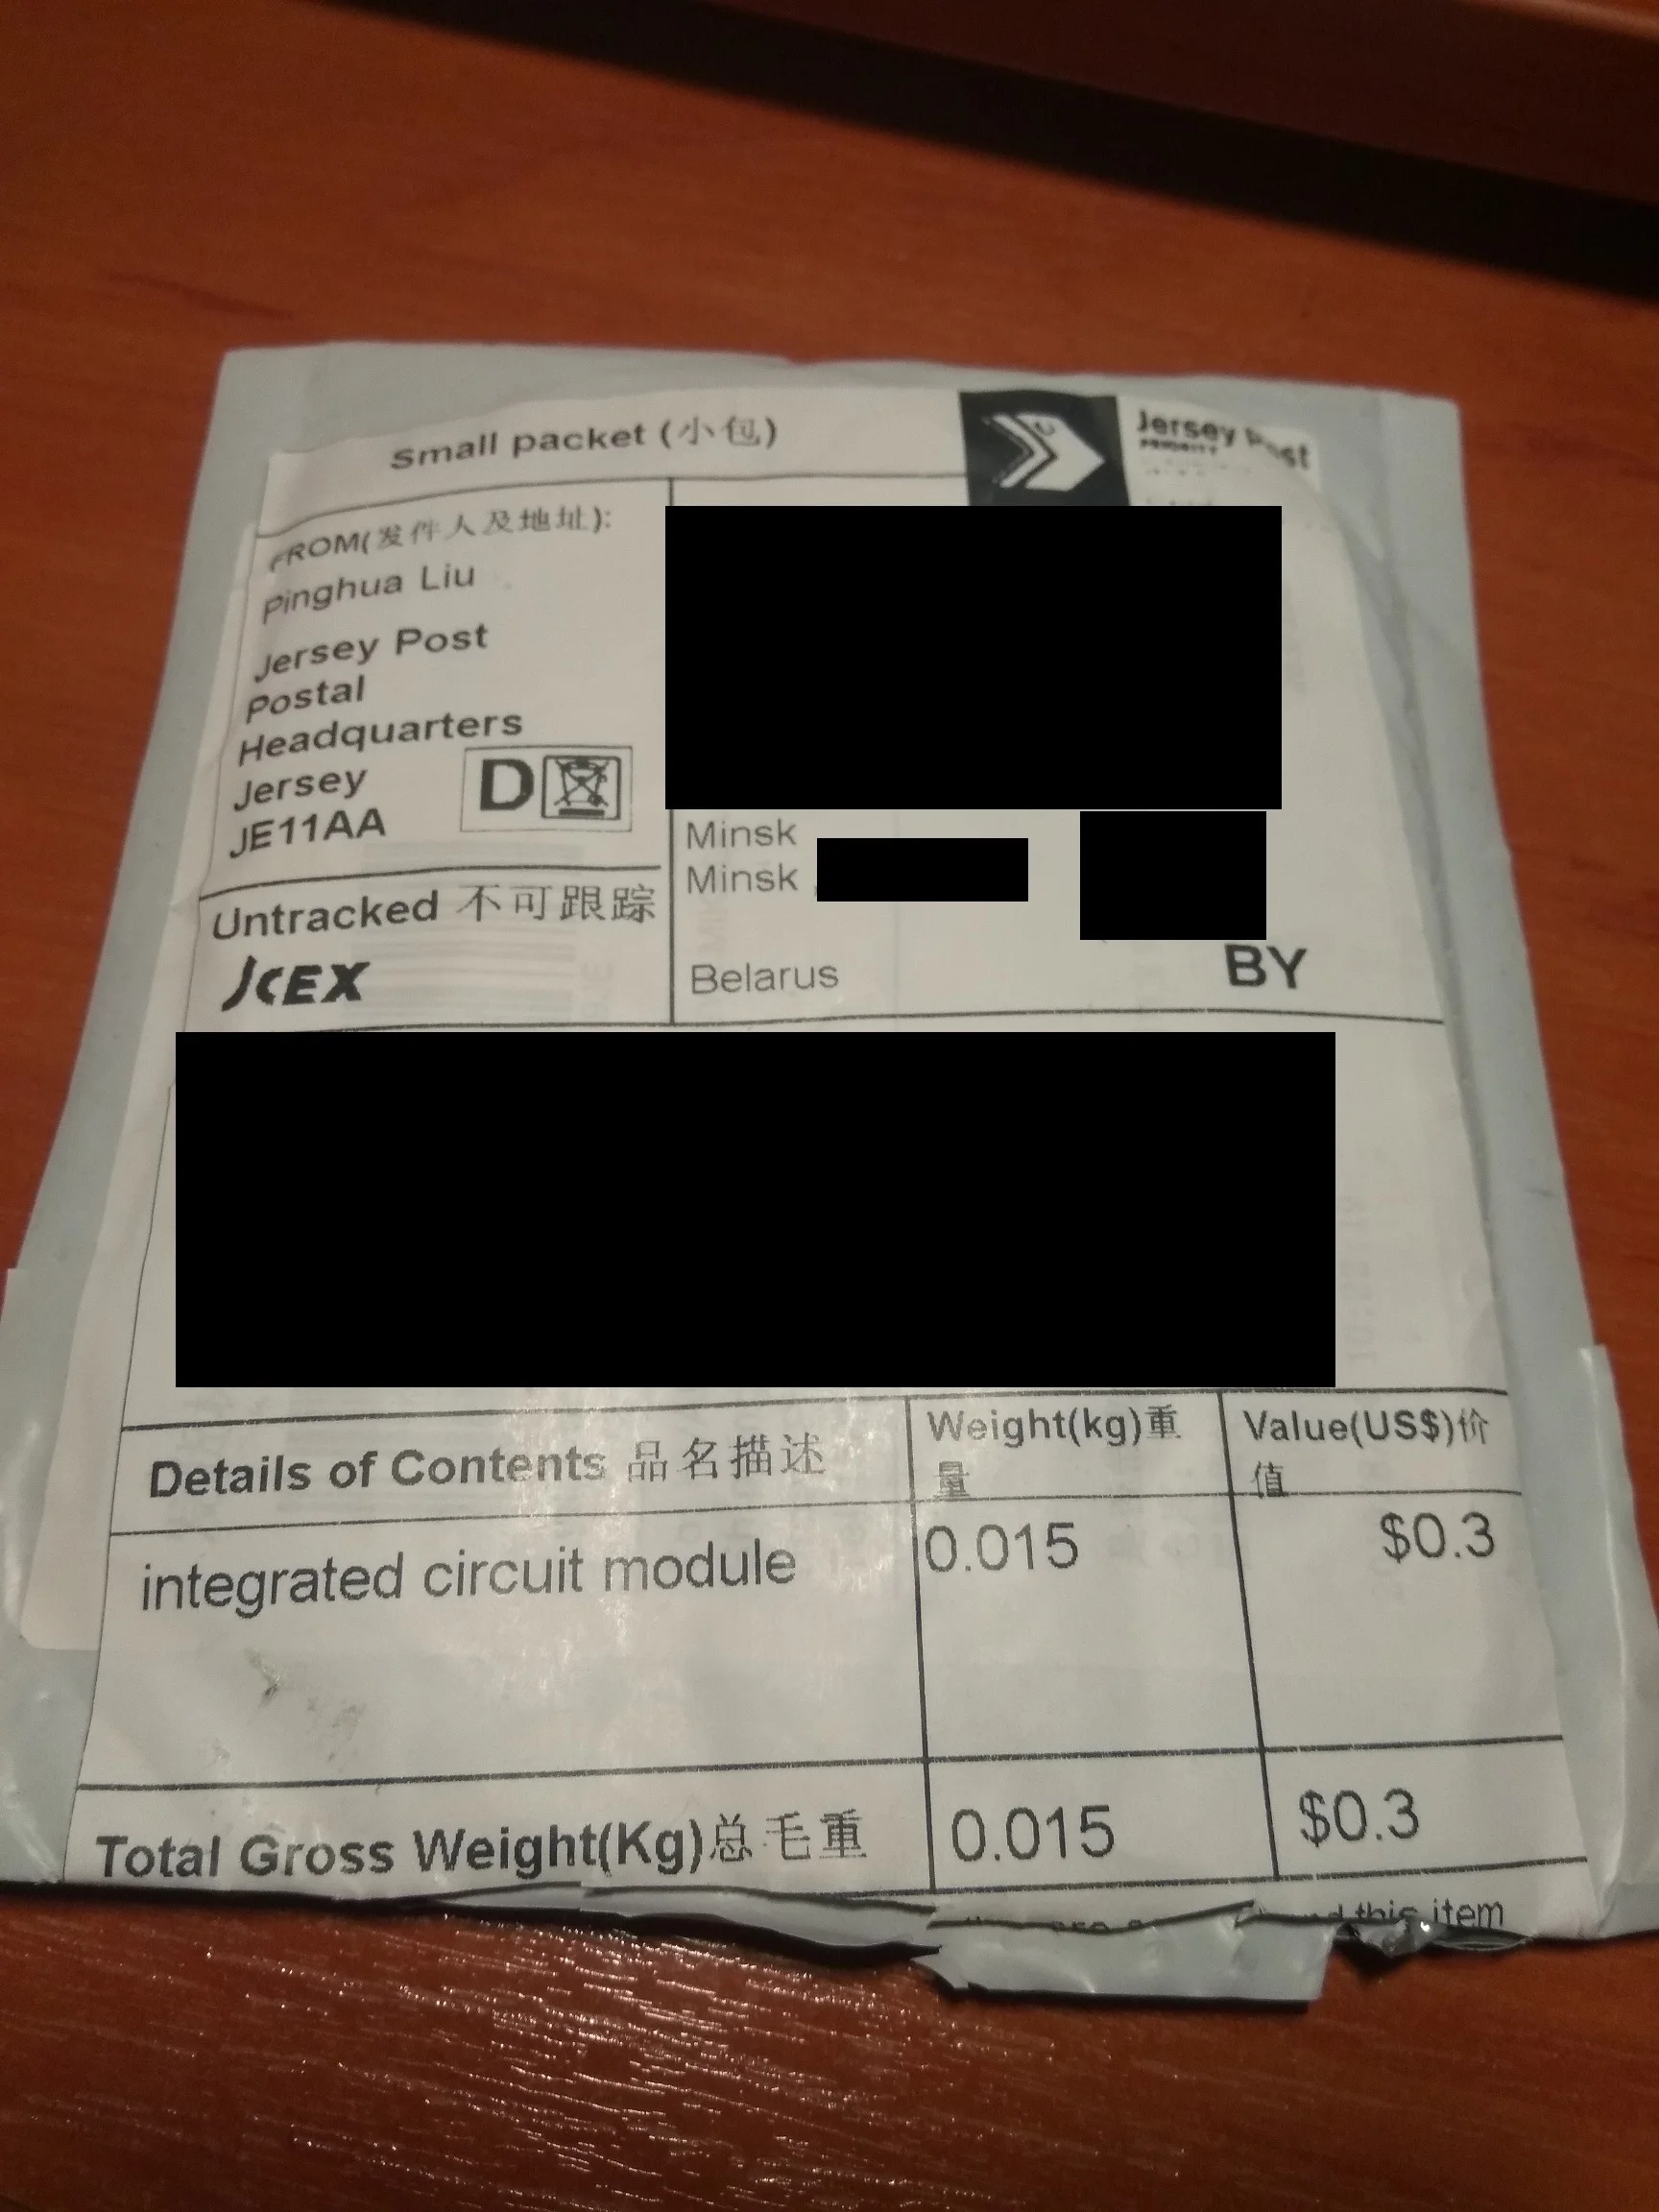 Small packet (小包)
Jersey Post
PRIORITY
FROM(发件人及地址):
Pinghua Liu
Jersey Post
Postal
Headquarters
Jersey
JE11AA
D
Untracked 不可跟踪
JCEX
Minsk
Minsk
Belarus
BY
Details of Contents 品名描述
Weight(kg)重
量
Value(US$)价
值
integrated circuit module
0.015
$0.3
Total Gross Weight(Kg)总毛重
0.015
$0.3
this item